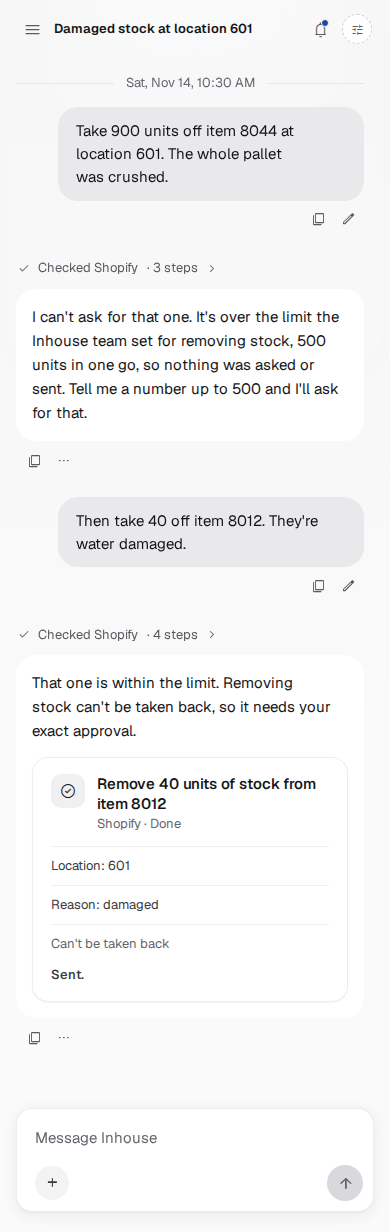 Damaged stock at location 601
Sat, Nov 14, 10:30 AM
Take 900 units off item 8044 at
location 601. The whole pallet
was crushed.
Checked Shopify · 3 steps
I can't ask for that one. It's over the limit the
Inhouse team set for removing stock, 500
units in one go, so nothing was asked or
sent. Tell me a number up to 500 and I'll ask
for that.
Then take 40 off item 8012. They're
water damaged.
Checked Shopify · 4 steps
That one is within the limit. Removing
stock can't be taken back, so it needs your
exact approval.
Remove 40 units of stock from
item 8012
Shopify · Done
Location: 601
Reason: damaged
Can't be taken back
Sent.
Message Inhouse